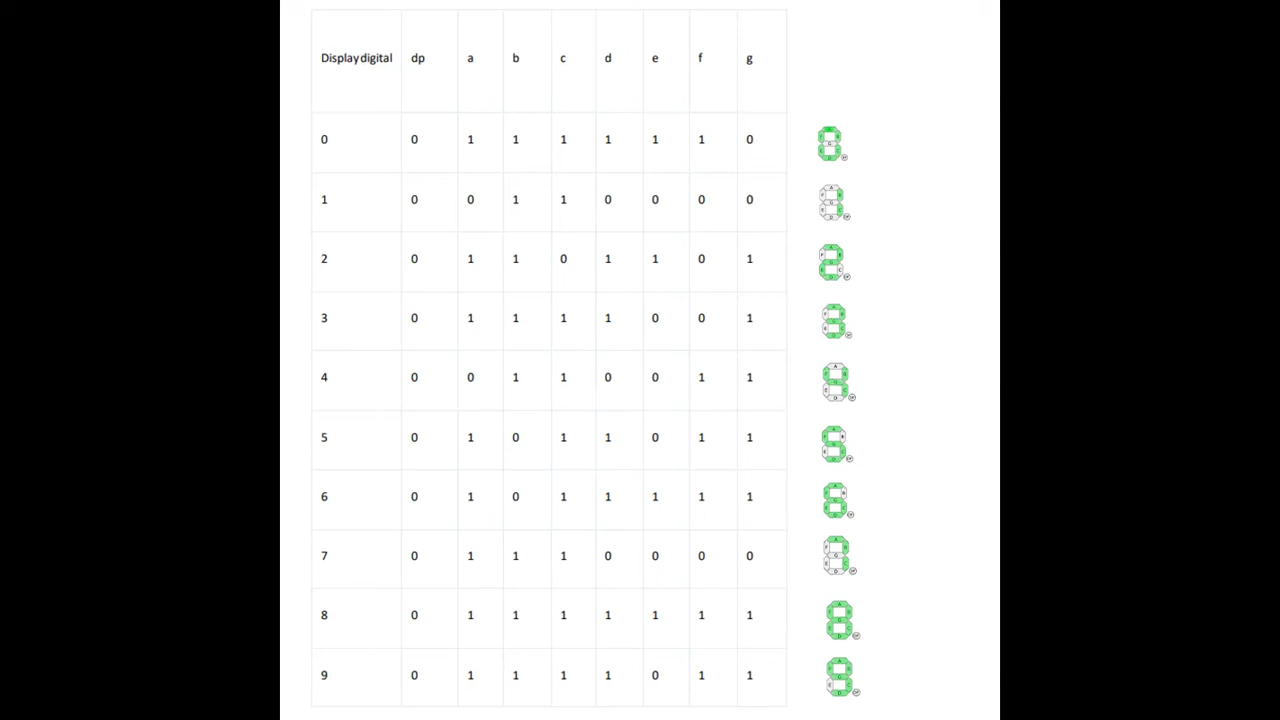 Display digital dp a b c d e f g
0 0 1 1 1 1 1 1 0
1 0 0 1 1 0 0 0 0
2 0 1 1 0 1 1 0 1
3 0 1 1 1 1 0 0 1
4 0 0 1 1 0 0 1 1
5 0 1 0 1 1 0 1 1
6 0 1 0 1 1 1 1 1
7 0 1 1 1 0 0 0 0
8 0 1 1 1 1 1 1 1
9 0 1 1 1 1 0 1 1